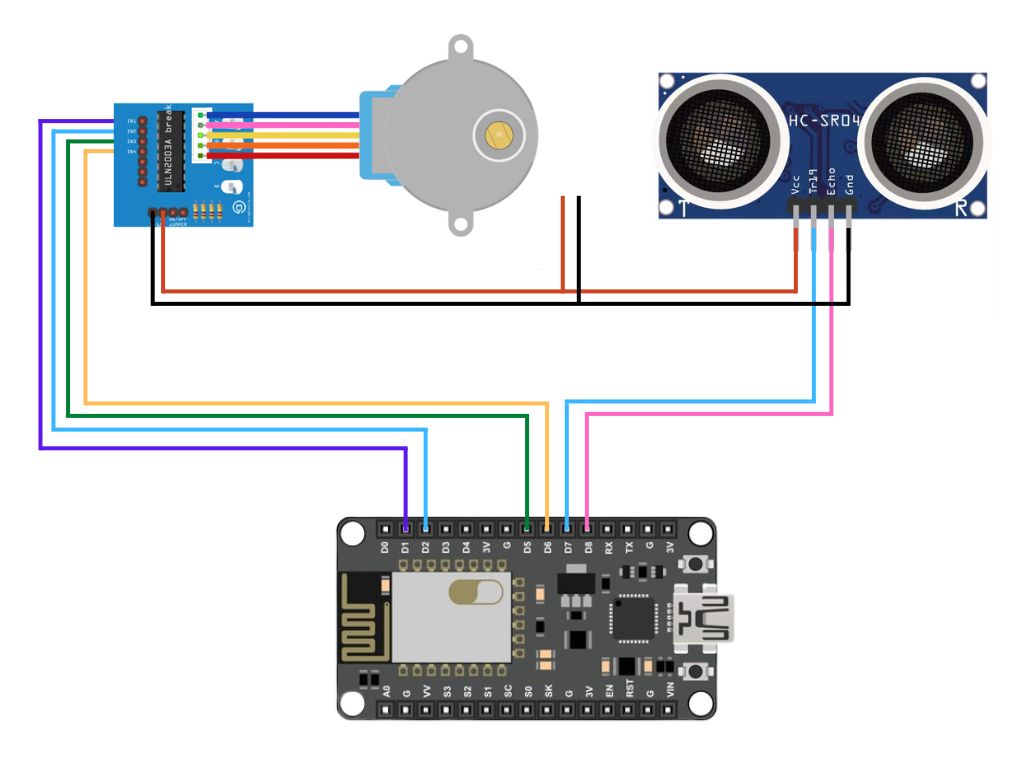 IN1
IN2
IN3
IN4
ULN2003A break
ON/OFF
JUMPER
HC-SR04
Vcc
Trig
Echo
Gnd
T
R
D0 D1 D2 D3 D4 3V G D5 D6 D7 D8 RX TX G 3V
A0 G VV S3 S2 S1 SC S0 SK G 3V EN RST G VIN